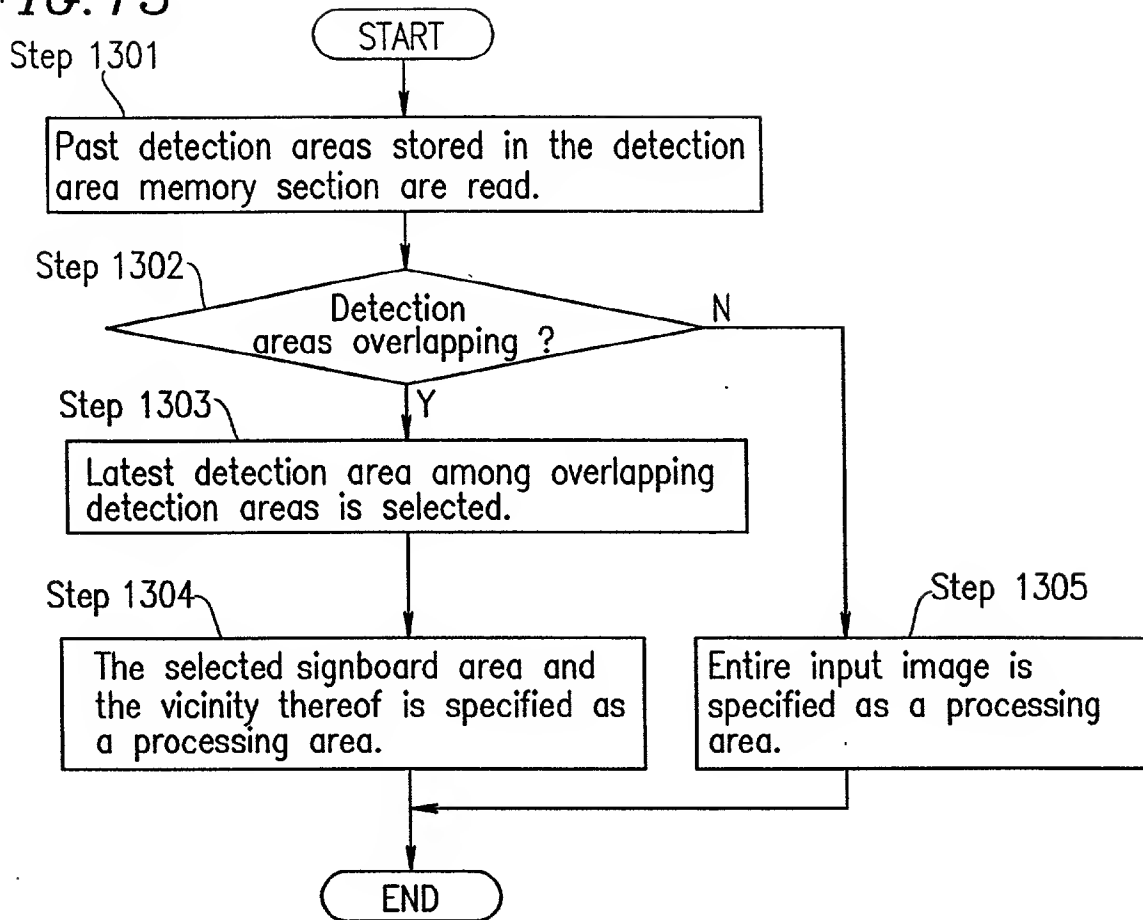 FIG. 13
START
Step 1301
Past detection areas stored in the detection
area memory section are read.
Step 1302
Detection
areas overlapping ?
N
Y
Step 1303
Latest detection area among overlapping
detection areas is selected.
Step 1304
The selected signboard area and
the vicinity thereof is specified as
a processing area.
Step 1305
Entire input image is
specified as a processing
area.
END